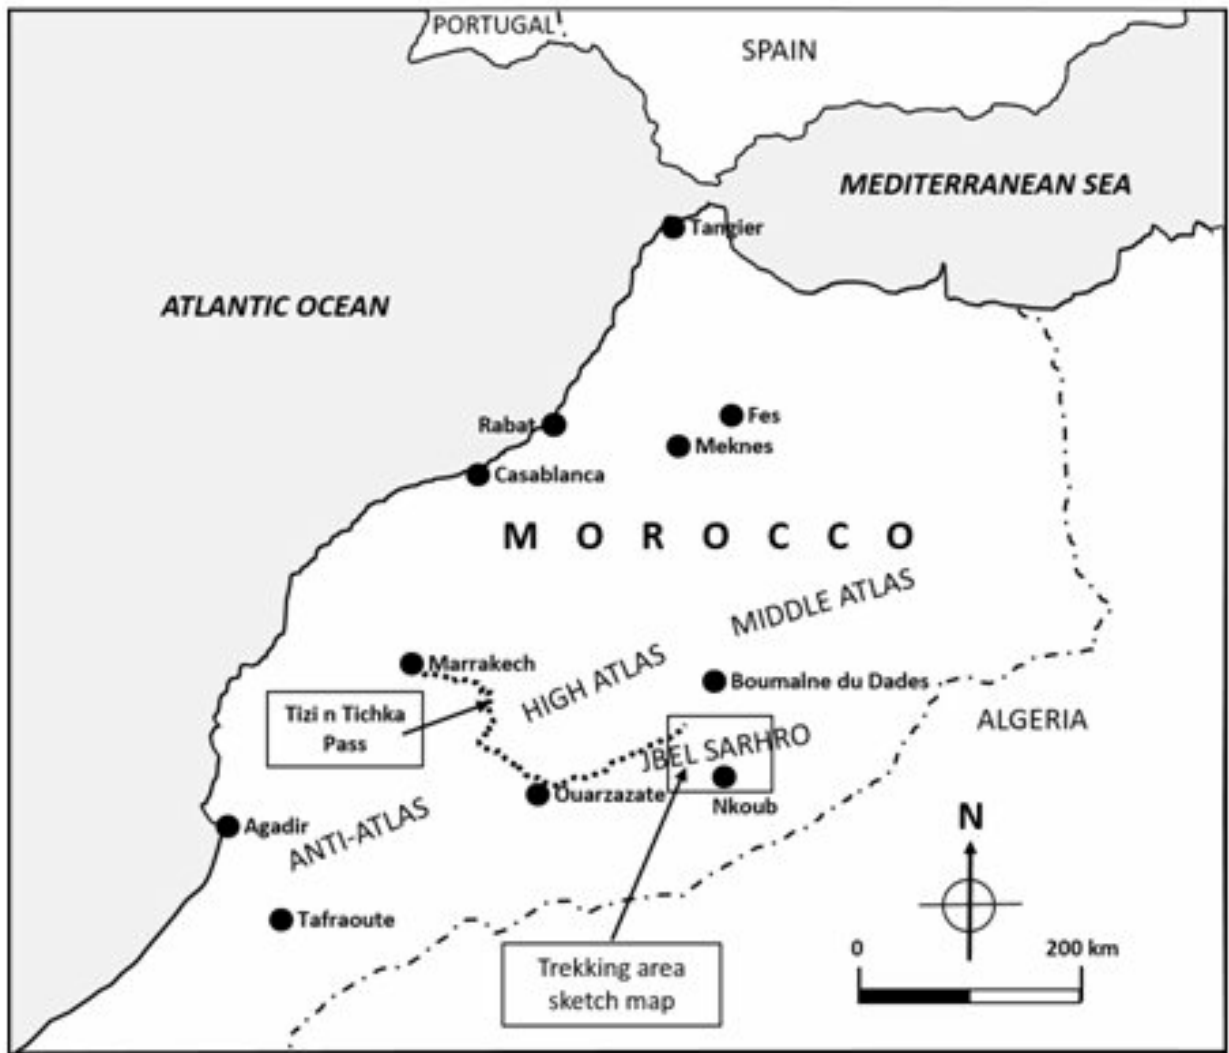 PORTUGAL
SPAIN
MEDITERRANEAN SEA
Tangier
ATLANTIC OCEAN
Rabat
Fes
Meknes
Casablanca
MOROCCO
MIDDLE ATLAS
Marrakech
HIGH ATLAS
Boumalne du Dades
Tizi n Tichka
Pass
ALGERIA
JBEL SARHRO
Ouarzazate
Nkoub
Agadir
ANTI-ATLAS
N
Tafraoute
0 200 km
Trekking area
sketch map